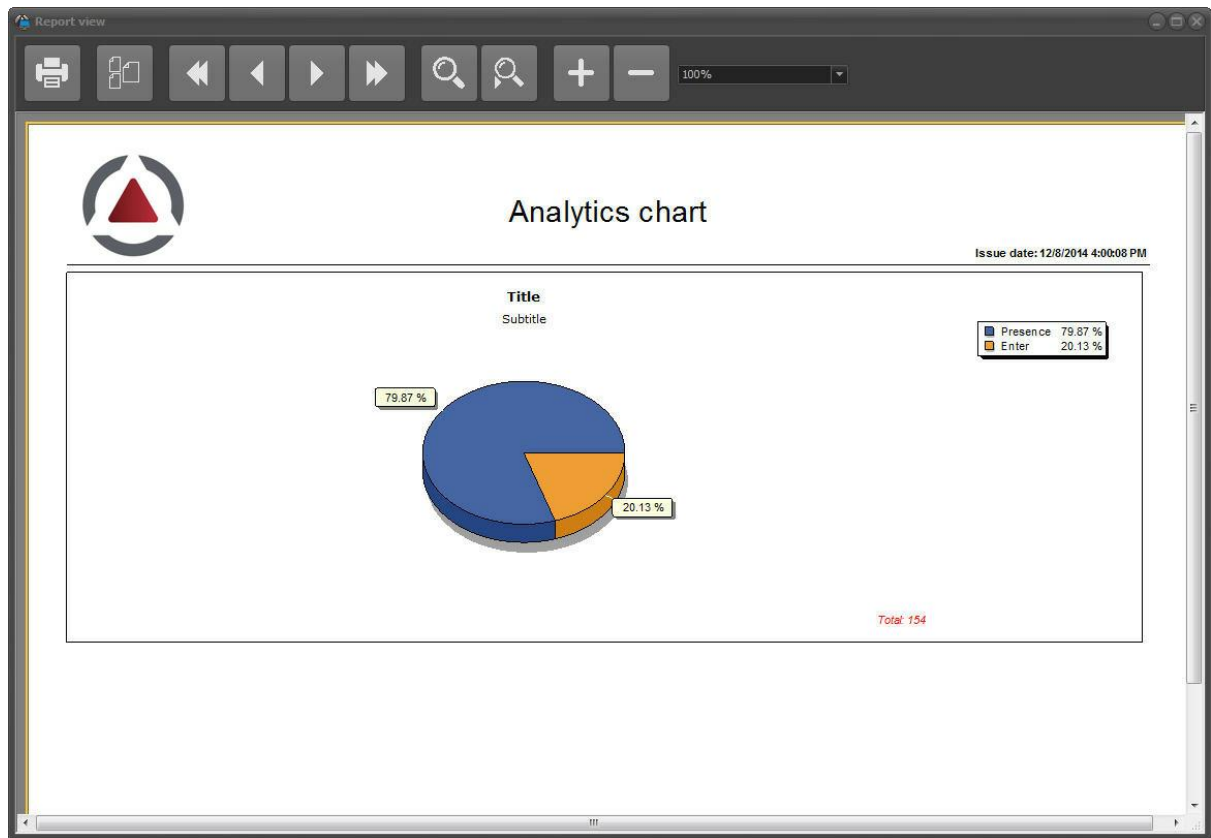 Report view
100%
Analytics chart
Issue date: 12/8/2014 4:00:08 PM
Title
Subtitle
Presence 79.87 %
Enter 20.13 %
79.87 %
20.13 %
Total: 154